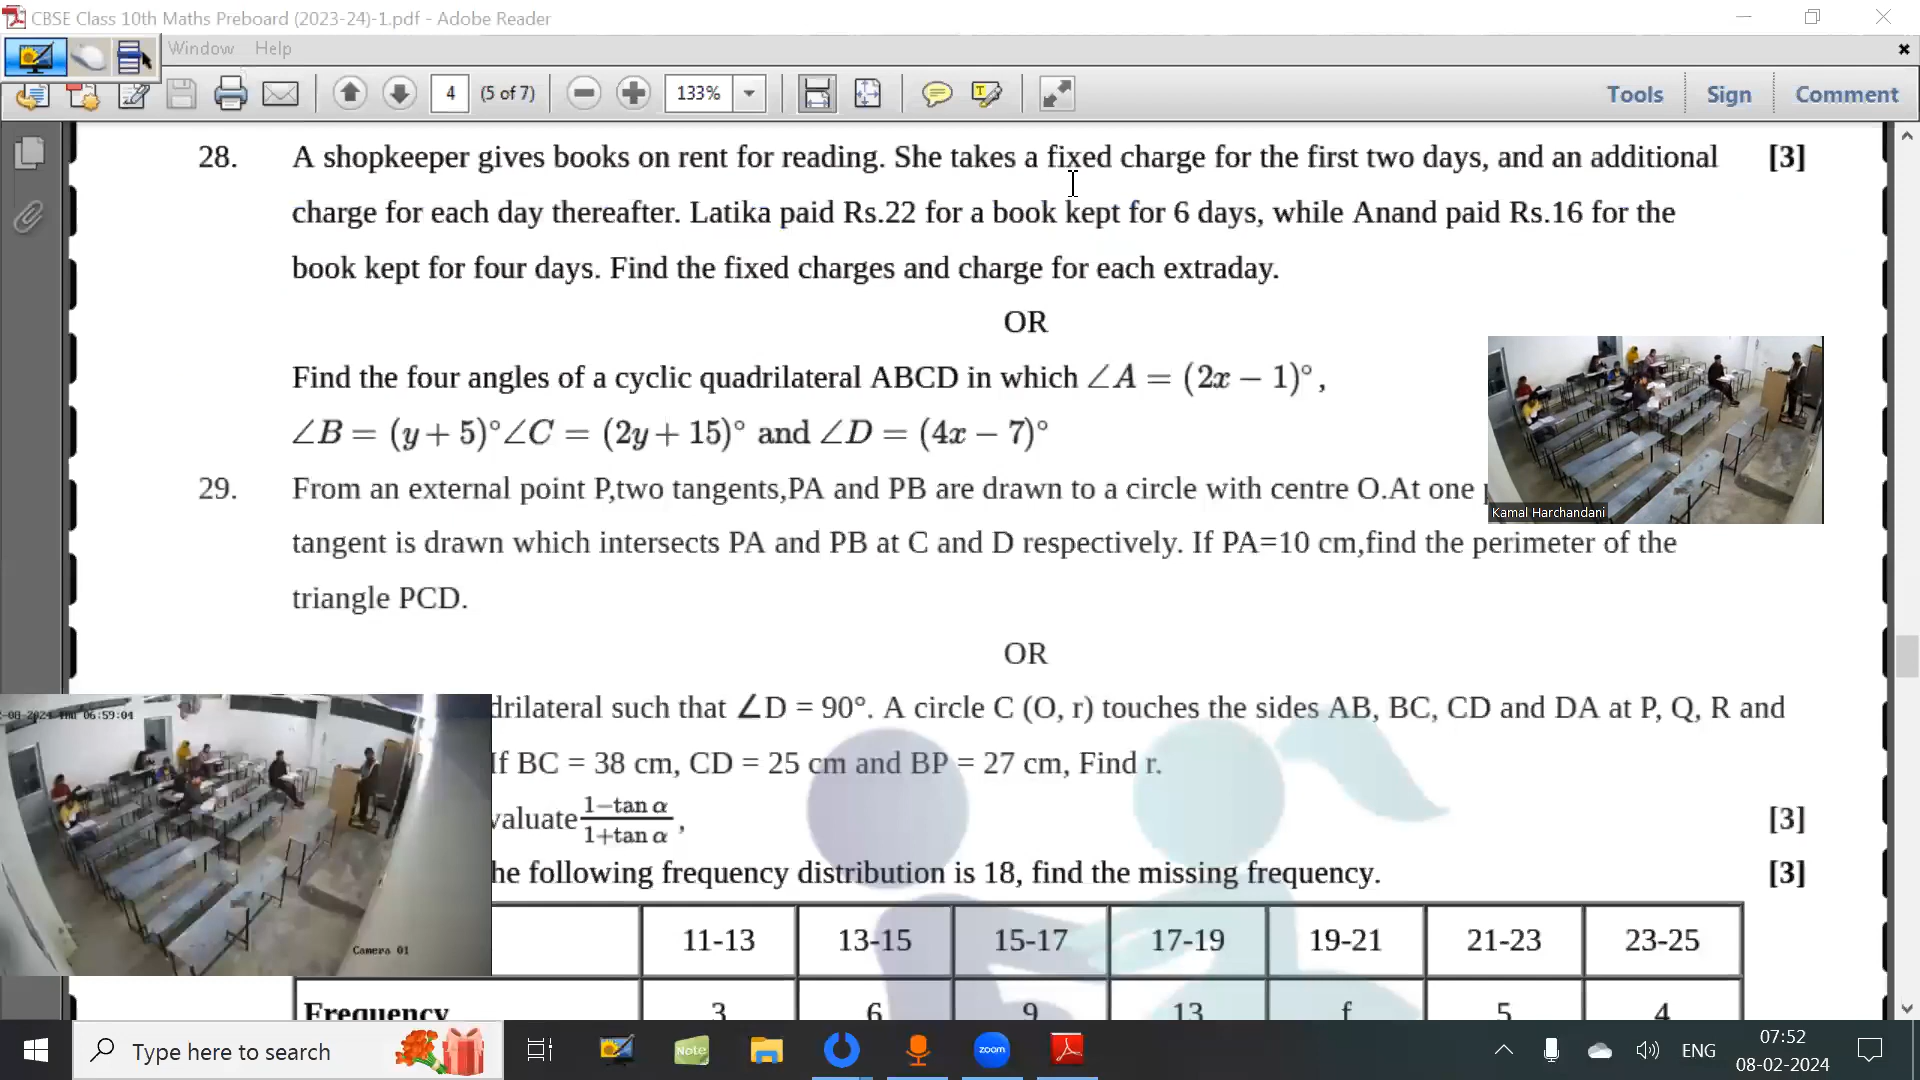 CBSE Class 10th Maths Preboard (2023-24)-1.pdf - Adobe Reader
Window Help
4 (5 of 7) 133% Tools Sign Comment
28. A shopkeeper gives books on rent for reading. She takes a fixed charge for the first two days, and an additional [3]
charge for each day thereafter. Latika paid Rs.22 for a book kept for 6 days, while Anand paid Rs.16 for the
book kept for four days. Find the fixed charges and charge for each extraday.
OR
Find the four angles of a cyclic quadrilateral ABCD in which ∠A = (2x − 1)°,
∠B = (y + 5)°∠C = (2y + 15)° and ∠D = (4x − 7)°
29. From an external point P,two tangents,PA and PB are drawn to a circle with centre O.At one
Kamal Harchandani
tangent is drawn which intersects PA and PB at C and D respectively. If PA=10 cm,find the perimeter of the
triangle PCD.
OR
drilateral such that ∠D = 90°. A circle C (O, r) touches the sides AB, BC, CD and DA at P, Q, R and
If BC = 38 cm, CD = 25 cm and BP = 27 cm, Find r.
valuate (1−tan α)/(1+tan α), [3]
he following frequency distribution is 18, find the missing frequency. [3]
11-13 13-15 15-17 17-19 19-21 21-23 23-25
Frequency 3 6 9 13 f 5 4
-08-2024 Thu 06:59:04
Camera 01
Type here to search
Note
zoom
ENG
07:52
08-02-2024